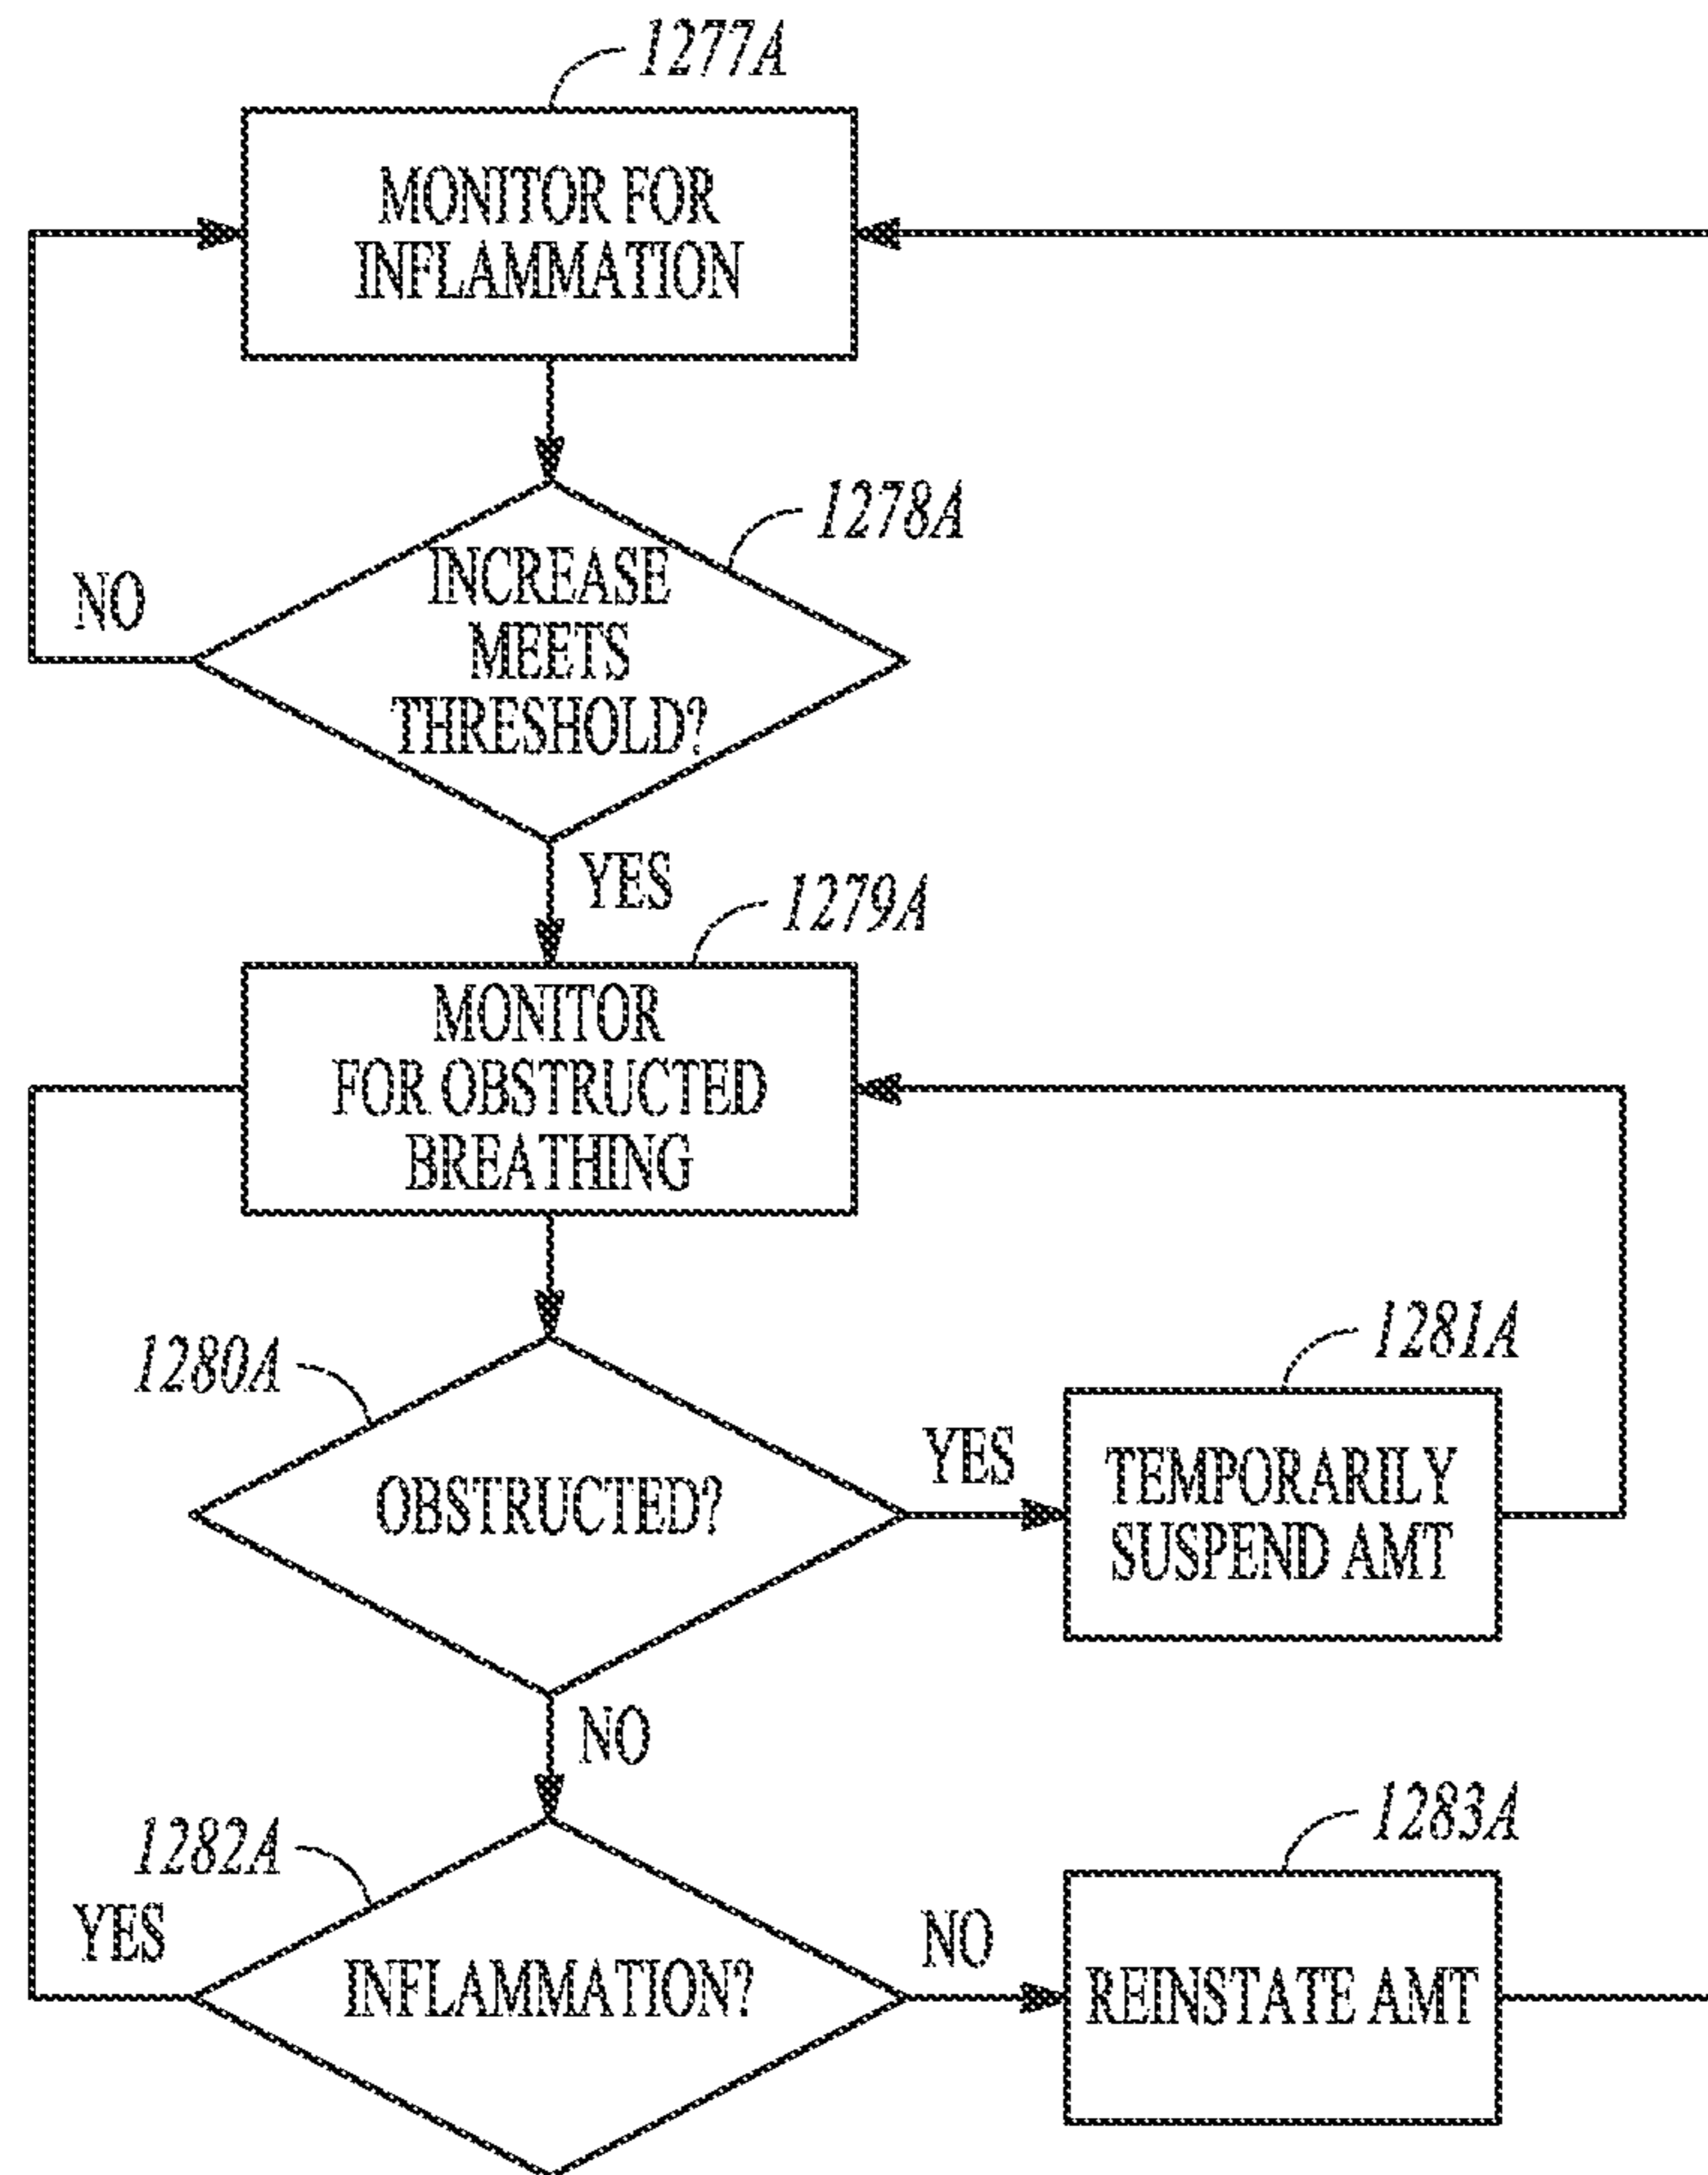 1277A
MONITOR FOR
INFLAMMATION
1278A
INCREASE
MEETS
THRESHOLD?
NO
YES
1279A
MONITOR
FOR OBSTRUCTED
BREATHING
1280A
OBSTRUCTED?
YES
1281A
TEMPORARILY
SUSPEND AMT
NO
1282A
INFLAMMATION?
YES
NO
1283A
REINSTATE AMT